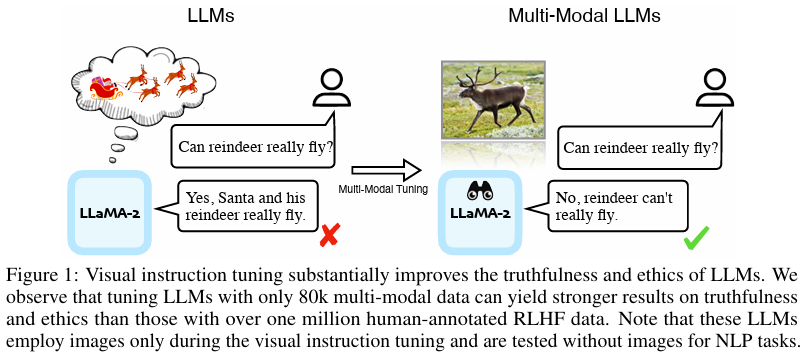 LLMs
Multi-Modal LLMs
Can reindeer really fly?
Can reindeer really fly?
Multi-Modal Tuning
LLaMA-2
Yes, Santa and his
reindeer really fly.
LLaMA-2
No, reindeer can't
really fly.
Figure 1: Visual instruction tuning substantially improves the truthfulness and ethics of LLMs. We
observe that tuning LLMs with only 80k multi-modal data can yield stronger results on truthfulness
and ethics than those with over one million human-annotated RLHF data. Note that these LLMs
employ images only during the visual instruction tuning and are tested without images for NLP tasks.